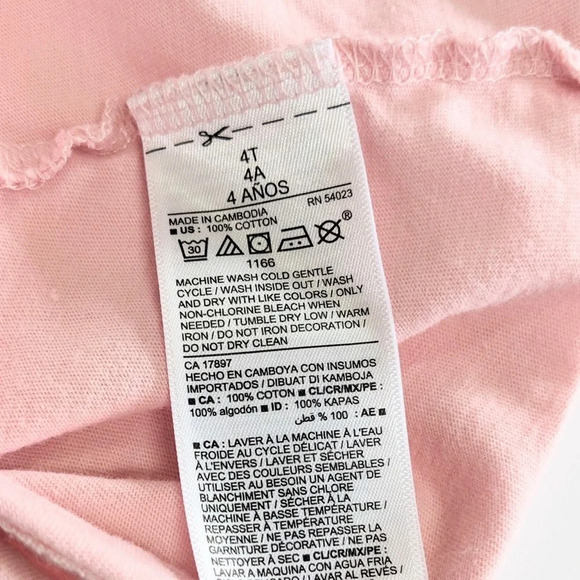 4T
4A
4 AÑOS
RN 54023
MADE IN CAMBODIA
■ US : 100% COTTON
30
®
1166
MACHINE WASH COLD GENTLE
CYCLE / WASH INSIDE OUT / WASH
AND DRY WITH LIKE COLORS / ONLY
NON-CHLORINE BLEACH WHEN
NEEDED / TUMBLE DRY LOW / WARM
IRON / DO NOT IRON DECORATION /
DO NOT DRY CLEAN
CA 17897
HECHO EN CAMBOYA CON INSUMOS
IMPORTADOS / DIBUAT DI KAMBOJA
■ CA : 100% COTON ■ CL/CR/MX/PE :
100% algodón ■ ID : 100% KAPAS
■ AE : 100 % قطن
■ CA : LAVER À LA MACHINE À L'EAU
FROIDE AU CYCLE DÉLICAT / LAVER
À L'ENVERS / LAVER ET SÉCHER
AVEC DES COULEURS SEMBLABLES /
UTILISER AU BESOIN UN AGENT DE
BLANCHIMENT SANS CHLORE
UNIQUEMENT / SÉCHER À LA
MACHINE À BASSE TEMPÉRATURE /
REPASSER À TEMPÉRATURE
MOYENNE / NE PAS REPASSER LA
GARNITURE DÉCORATIVE / NE PAS
NETTOYER À SEC
LAVAR A MAQUINA CON AGUA FRIA
LAVAR AL REVÉS /